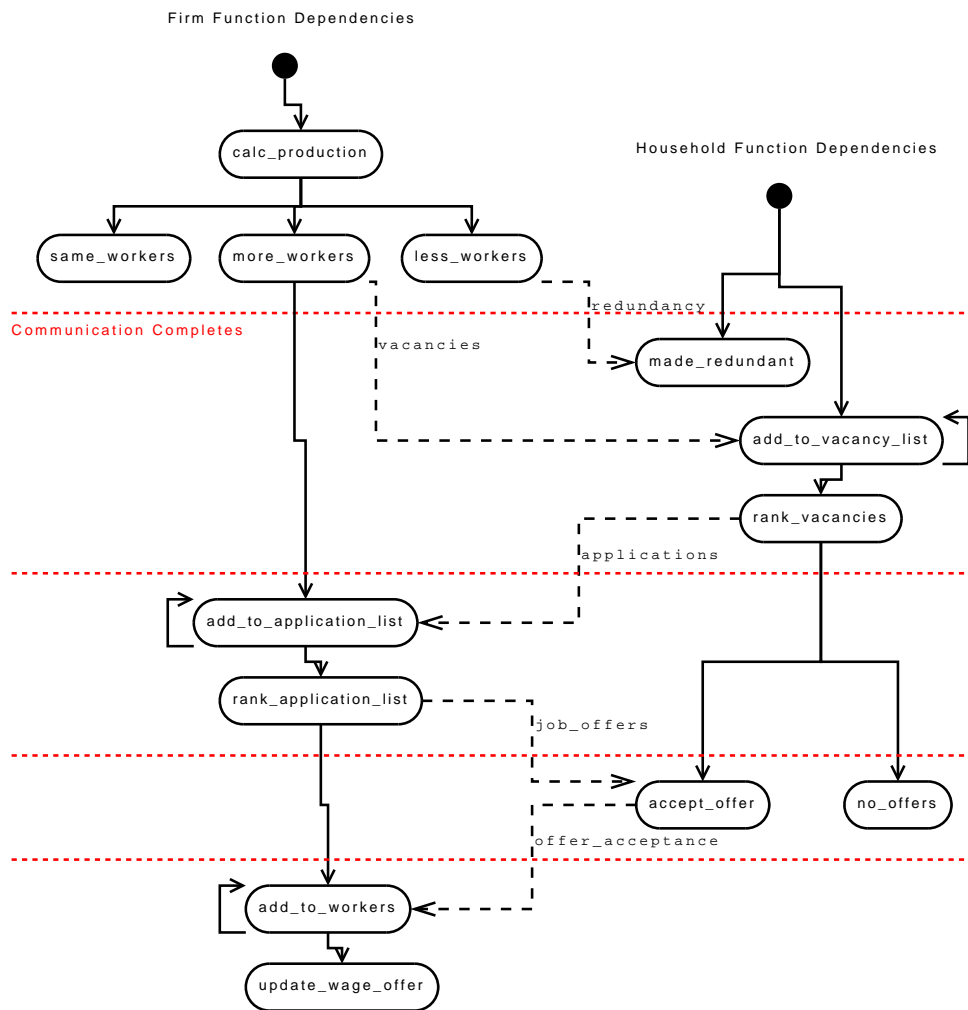 Firm Function Dependencies
calc_production
Household Function Dependencies
same_workers
more_workers
less_workers
redundancy
Communication Completes
vacancies
made_redundant
add_to_vacancy_list
rank_vacancies
applications
add_to_application_list
rank_application_list
job_offers
accept_offer
no_offers
offer_acceptance
add_to_workers
update_wage_offer